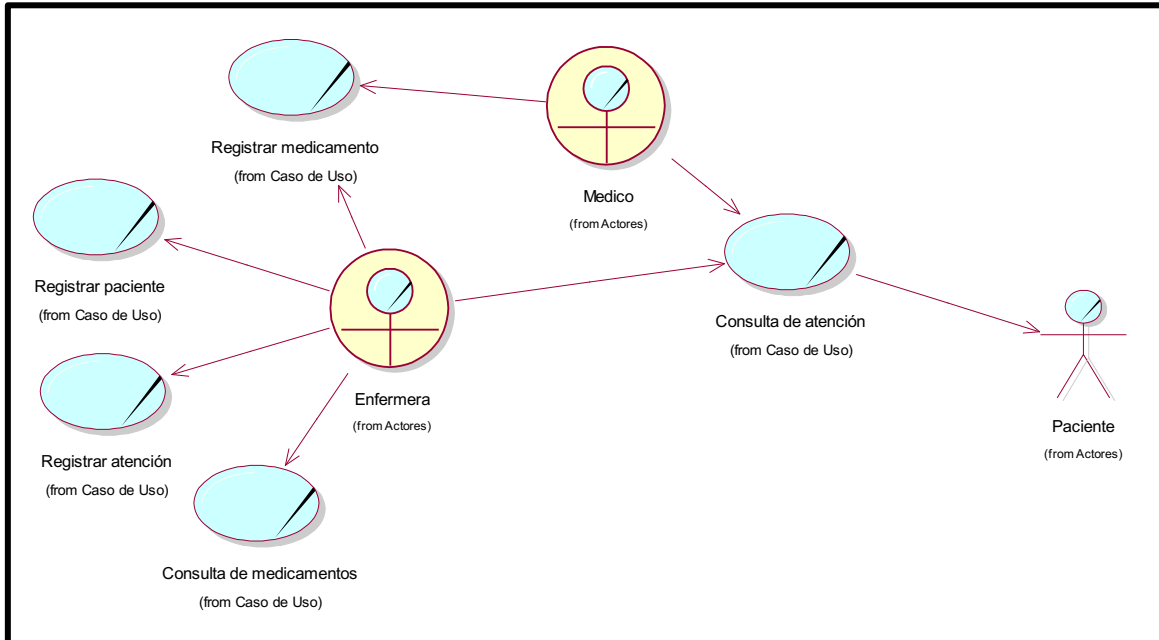 Registrar medicamento
(from Caso de Uso)
Medico
(from Actores)
Registrar paciente
(from Caso de Uso)
Consulta de atención
(from Caso de Uso)
Enfermera
(from Actores)
Paciente
(from Actores)
Registrar atención
(from Caso de Uso)
Consulta de medicamentos
(from Caso de Uso)